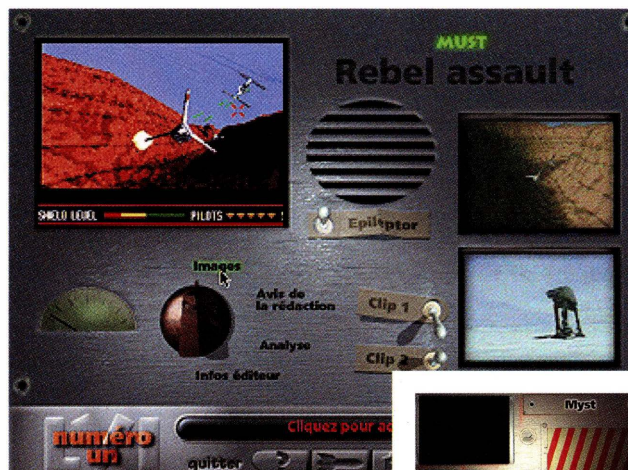 MUST
Rebel assault
SHIELD LEVEL
PILOTS
Epileptor
Images
Avis de
la rédaction
Analyse
Infos éditeur
Clip 1
Clip 2
Myst
numéro
un
Cliquez pour
quitter